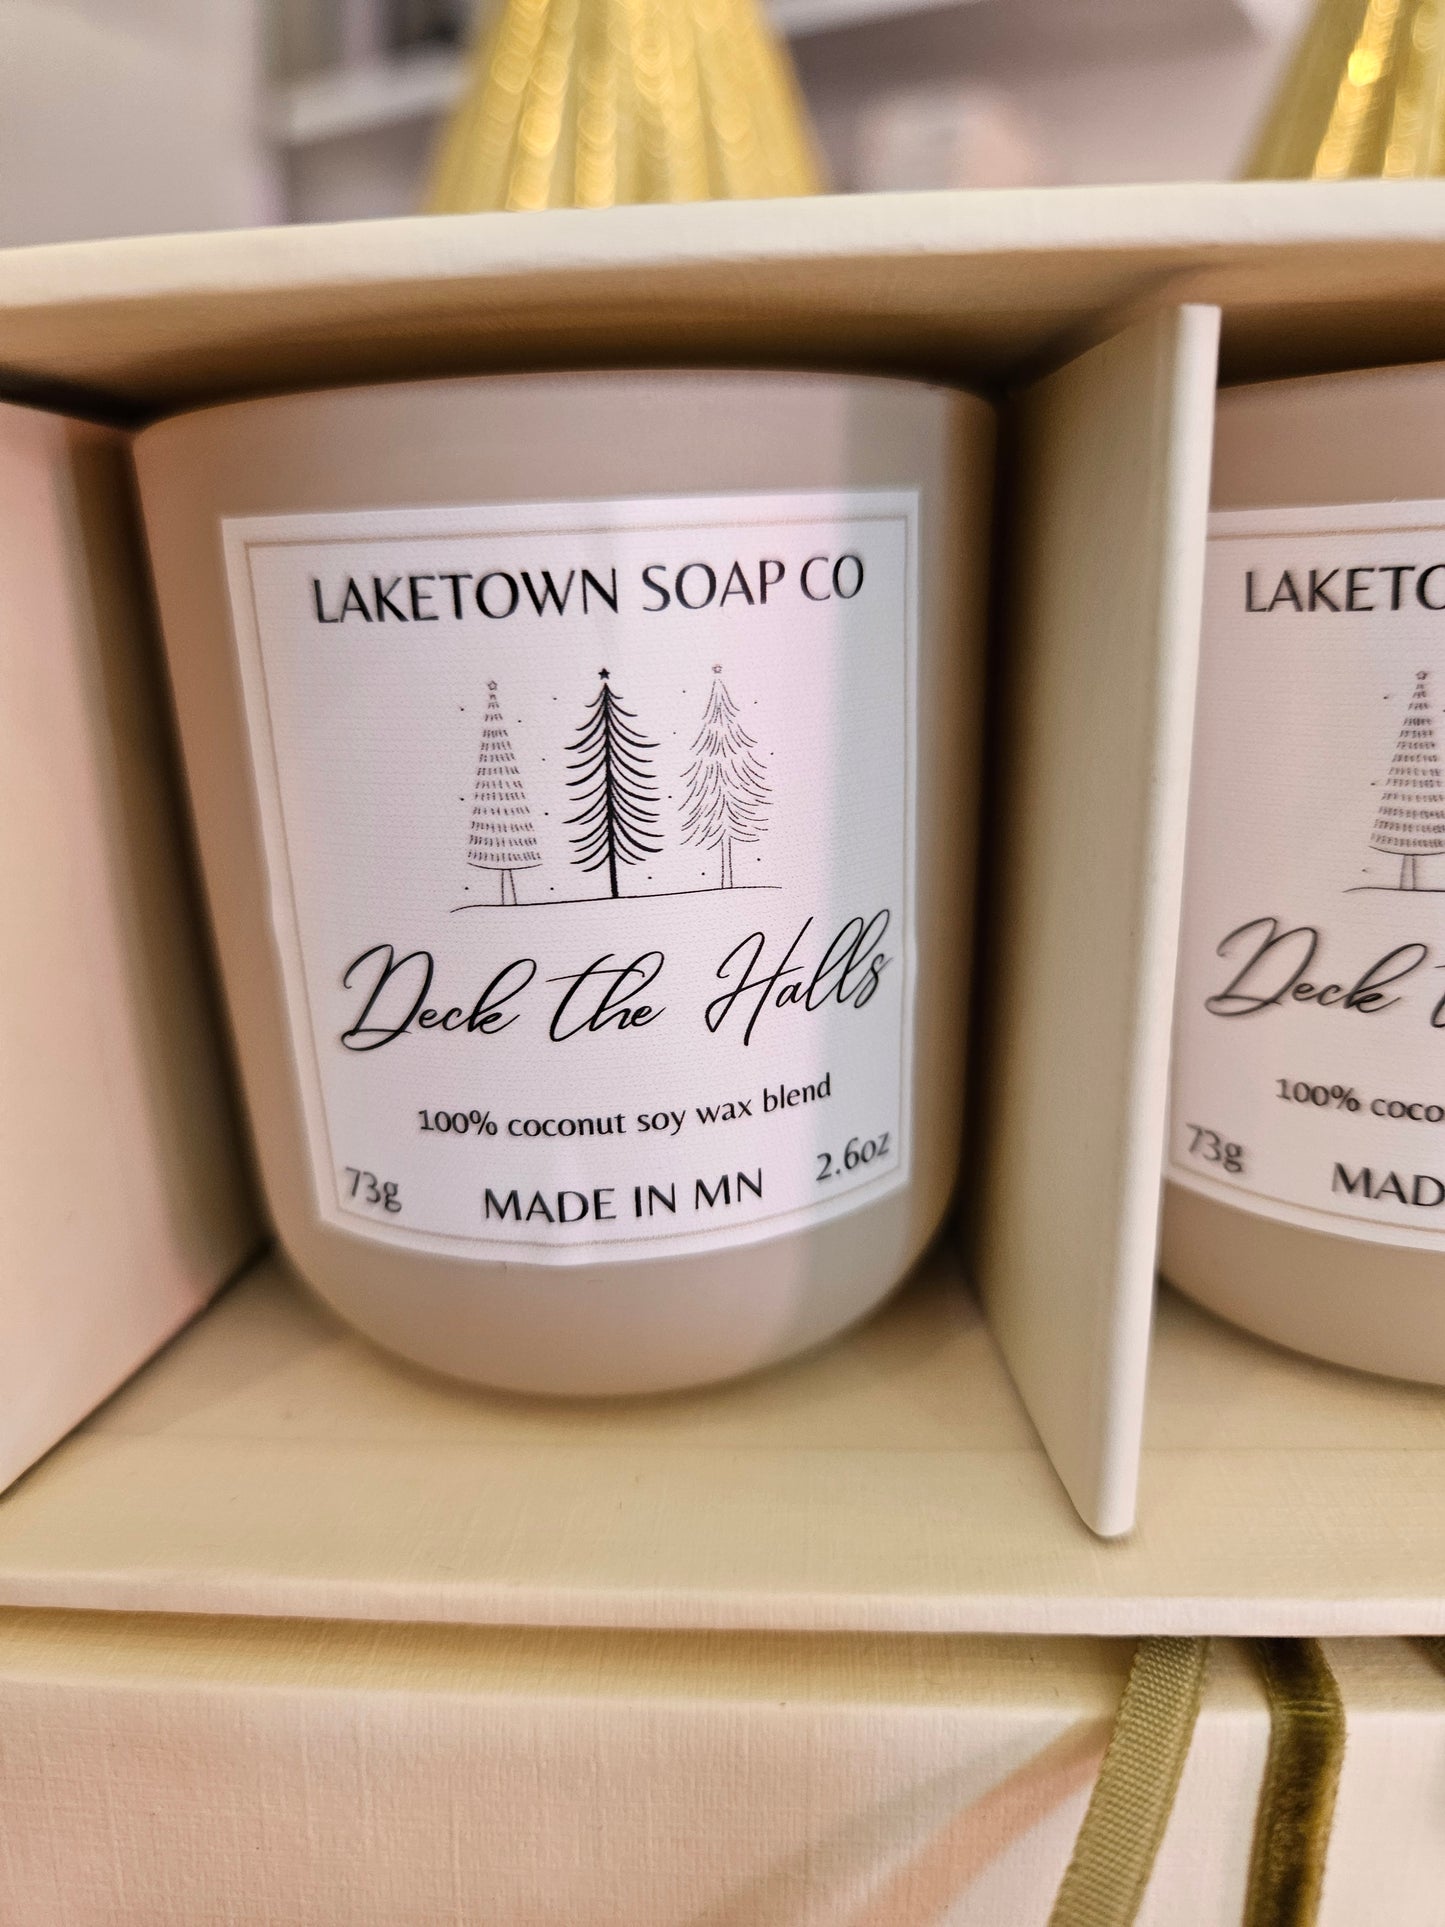 LAKETOWN SOAP CO
Deck the Halls
100% coconut soy wax blend
73g
MADE IN MN
2.6oz
LAKETO
Deck t
100% coco
73g
MAD